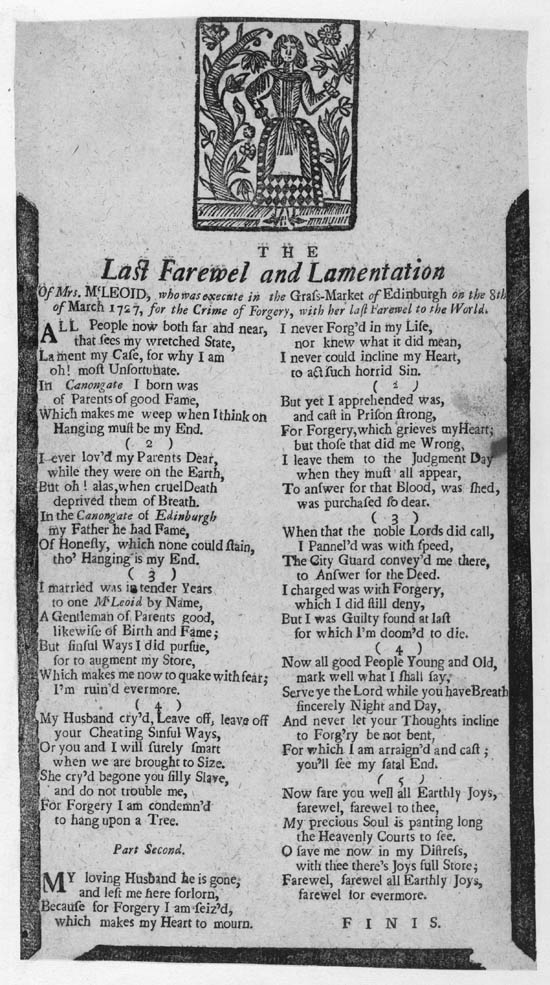 THE
Last Farewel and Lamentation
Of Mrs. McLEOID, who was execute in the Grass-Market of Edinburgh on the 8th
of March 1727, for the Crime of Forgery, with her last Farewel to the World.
ALL People now both far and near,
that sees my wretched State,
Lament my Case, for why I am
oh! most Unfortunate.
In Canongate I born was
of Parents of good Fame,
Which makes me weep when I think on
Hanging must be my End.
( 2 )
I ever lov'd my Parents Dear,
while they were on the Earth,
But oh! alas, when cruel Death
deprived them of Breath.
In the Canongate of Edinburgh
my Father he had Fame,
Of Honesty, which none could stain,
tho' Hanging is my End.
( 3 )
I married was in tender Years
to one McLeoid by Name,
A Gentleman of Parents good,
likewise of Birth and Fame;
But sinful Ways I did pursue,
for to augment my Store,
Which makes me now to quake with fear;
I'm ruin'd evermore.
( 4 )
My Husband cry'd, Leave off, leave off
your Cheating Sinful Ways,
Or you and I will surely smart
when we are brought to Size.
She cry'd begone you silly Slave,
and do not trouble me,
For Forgery I am condemn'd
to hang upon a Tree.
Part Second.
MY loving Husband he is gone,
and left me here forlorn,
Because for Forgery I am seiz'd,
which makes my Heart to mourn.
I never Forg'd in my Life,
nor knew what it did mean,
I never could incline my Heart,
to act such horrid Sin.
( 2 )
But yet I apprehended was,
and cast in Prison strong,
For Forgery, which grieves my Heart;
but those that did me Wrong,
I leave them to the Judgment Day
when they must all appear,
To answer for that Blood, was shed,
was purchased so dear.
( 3 )
When that the noble Lords did call,
I Pannel'd was with speed,
The City Guard convey'd me there,
to Answer for the Deed.
I charged was with Forgery,
which I did still deny,
But I was Guilty found at last
for which I'm doom'd to die.
( 4 )
Now all good People Young and Old,
mark well what I shall say,
Serve ye the Lord while you have Breath
sincerely Night and Day,
And never let your Thoughts incline
to Forg'ry be not bent,
For which I am arraign'd and cast;
you'll see my fatal End.
( 5 )
Now fare you well all Earthly Joys,
farewel, farewel to thee,
My precious Soul is panting long
the Heavenly Courts to see.
O save me now in my Distress,
with thee there's Joys full Store;
Farewel, farewel all Earthly Joys,
farewel for evermore.
FINIS.